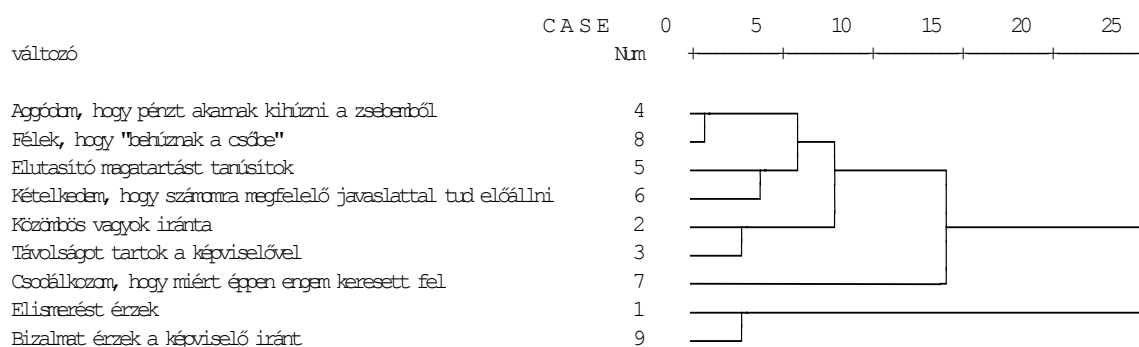 CASE 0 5 10 15 20 25
változó Num
Aggódom, hogy pénzt akarnak kihúzni a zsebemből 4
Félek, hogy "behúznak a csőbe" 8
Elutasító magatartást tanúsítok 5
Kételkedem, hogy számomra megfelelő javaslattal tud előállni 6
Közömbös vagyok iránta 2
Távolságot tartok a képviselővel 3
Csodálkozom, hogy miért éppen engem keresett fel 7
Elismerést érzek 1
Bizalmat érzek a képviselő iránt 9